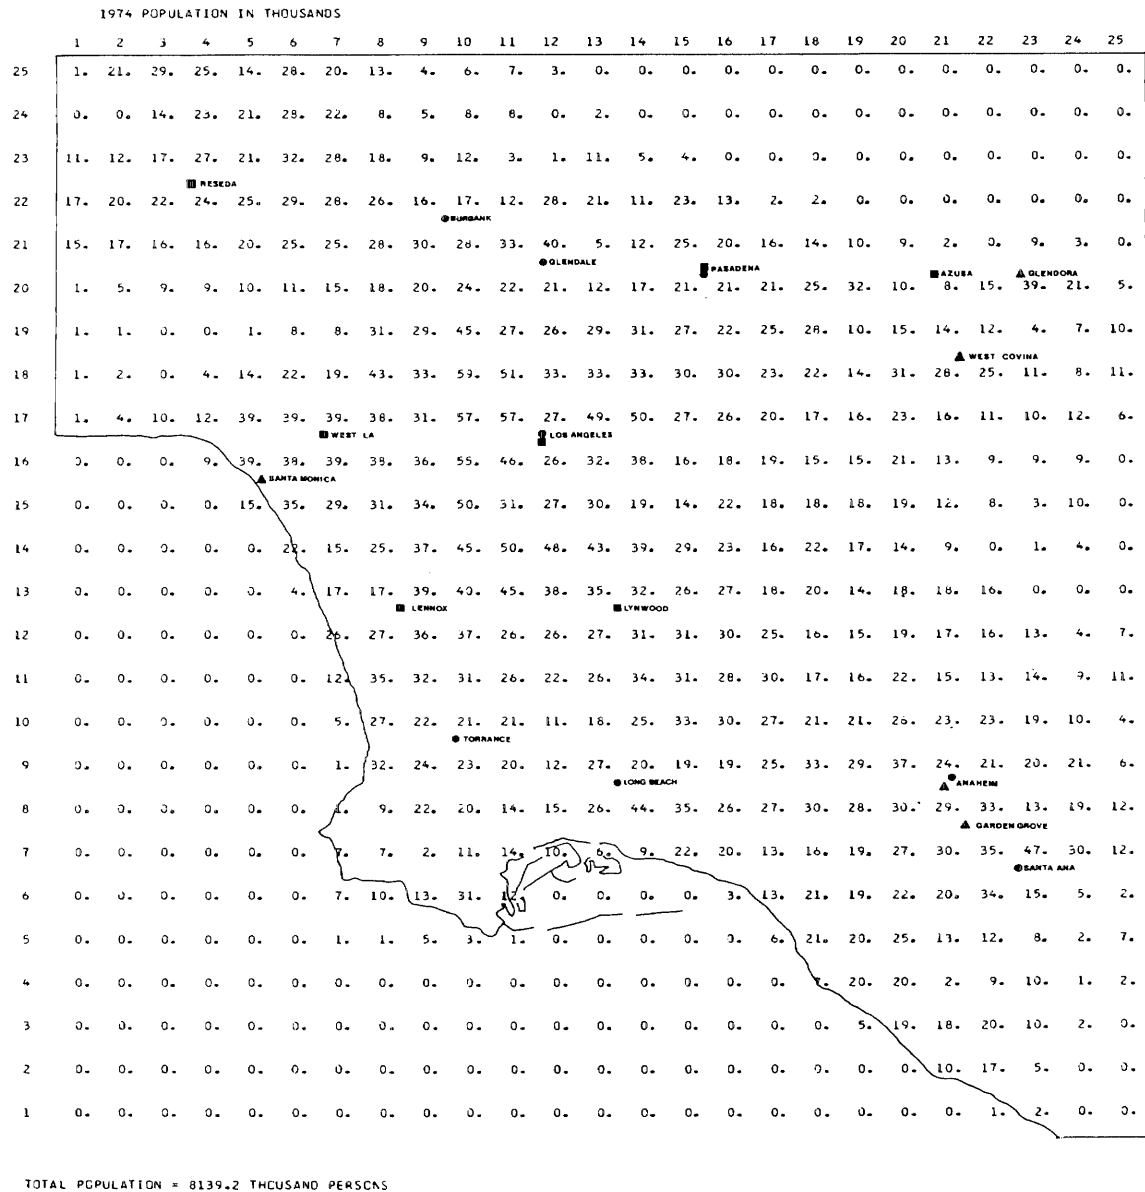 1974 POPULATION IN THOUSANDS
1 2 3 4 5 6 7 8 9 10 11 12 13 14 15 16 17 18 19 20 21 22 23 24 25
25 1. 21. 29. 25. 14. 28. 20. 13. 4. 6. 7. 3. 0. 0. 0. 0. 0. 0. 0. 0. 0. 0. 0. 0. 0.
24 0. 0. 14. 23. 21. 28. 22. 8. 5. 8. 8. 0. 2. 0. 0. 0. 0. 0. 0. 0. 0. 0. 0. 0. 0.
23 11. 12. 17. 27. 21. 32. 28. 18. 9. 12. 3. 1. 11. 5. 4. 0. 0. 0. 0. 0. 0. 0. 0. 0. 0.
RESEDA
22 17. 20. 22. 24. 25. 29. 28. 26. 16. 17. 12. 28. 21. 11. 23. 13. 2. 2. 0. 0. 0. 0. 0. 0. 0.
BURBANK
21 15. 17. 16. 16. 20. 25. 25. 28. 30. 28. 33. 40. 5. 12. 25. 20. 16. 14. 10. 9. 2. 0. 9. 3. 0.
GLENDALE PASADENA AZUSA GLENDORA
20 1. 5. 9. 9. 10. 11. 15. 18. 20. 24. 22. 21. 12. 17. 21. 21. 21. 25. 32. 10. 8. 15. 39. 21. 5.
19 1. 1. 0. 0. 1. 8. 8. 31. 29. 45. 27. 26. 29. 31. 27. 22. 25. 28. 10. 15. 14. 12. 4. 7. 10.
WEST COVINA
18 1. 2. 0. 4. 14. 22. 19. 43. 33. 59. 51. 33. 33. 33. 30. 30. 23. 22. 14. 31. 28. 25. 11. 8. 11.
17 1. 4. 10. 12. 39. 39. 39. 38. 31. 57. 57. 27. 49. 50. 27. 26. 20. 17. 16. 23. 16. 11. 10. 12. 6.
WEST LA LOS ANGELES
16 0. 0. 0. 9. 39. 38. 39. 38. 36. 55. 46. 26. 32. 38. 16. 18. 19. 15. 15. 21. 13. 9. 9. 9. 0.
SANTA MONICA
15 0. 0. 0. 0. 15. 35. 29. 31. 34. 50. 31. 27. 30. 19. 14. 22. 18. 18. 18. 19. 12. 8. 3. 10. 0.
14 0. 0. 0. 0. 0. 22. 15. 25. 37. 45. 50. 48. 43. 39. 29. 23. 16. 22. 17. 14. 9. 0. 1. 4. 0.
13 0. 0. 0. 0. 0. 4. 17. 17. 39. 40. 45. 38. 35. 32. 26. 27. 18. 20. 14. 18. 18. 16. 0. 0. 0.
LENNOX LYNWOOD
12 0. 0. 0. 0. 0. 0. 26. 27. 36. 37. 26. 26. 27. 31. 31. 30. 25. 16. 15. 19. 17. 16. 13. 4. 7.
11 0. 0. 0. 0. 0. 0. 12. 35. 32. 31. 26. 22. 26. 34. 31. 28. 30. 17. 16. 22. 15. 13. 14. 9. 11.
10 0. 0. 0. 0. 0. 0. 5. 27. 22. 21. 21. 11. 18. 25. 33. 30. 27. 21. 21. 26. 23. 23. 19. 10. 4.
TORRANCE
9 0. 0. 0. 0. 0. 0. 1. 32. 24. 23. 20. 12. 27. 20. 19. 19. 25. 33. 29. 37. 24. 21. 20. 21. 6.
LONG BEACH ANAHEIM
8 0. 0. 0. 0. 0. 0. 1. 9. 22. 20. 14. 15. 26. 44. 35. 26. 27. 30. 28. 30. 29. 33. 13. 19. 12.
GARDEN GROVE
7 0. 0. 0. 0. 0. 0. 7. 7. 2. 11. 14. 10. 6. 9. 22. 20. 13. 16. 19. 27. 30. 35. 47. 30. 12.
SANTA ANA
6 0. 0. 0. 0. 0. 0. 7. 10. 13. 31. 12. 0. 0. 0. 0. 3. 13. 21. 19. 22. 20. 34. 15. 5. 2.
5 0. 0. 0. 0. 0. 0. 1. 1. 5. 3. 1. 0. 0. 0. 0. 0. 6. 21. 20. 25. 13. 12. 8. 2. 7.
4 0. 0. 0. 0. 0. 0. 0. 0. 0. 0. 0. 0. 0. 0. 0. 0. 0. 7. 20. 20. 2. 9. 10. 1. 2.
3 0. 0. 0. 0. 0. 0. 0. 0. 0. 0. 0. 0. 0. 0. 0. 0. 0. 0. 5. 19. 18. 20. 10. 2. 0.
2 0. 0. 0. 0. 0. 0. 0. 0. 0. 0. 0. 0. 0. 0. 0. 0. 0. 0. 0. 0. 10. 17. 5. 0. 0.
1 0. 0. 0. 0. 0. 0. 0. 0. 0. 0. 0. 0. 0. 0. 0. 0. 0. 0. 0. 0. 0. 1. 2. 0. 0.
TOTAL POPULATION = 8139.2 THOUSAND PERSONS